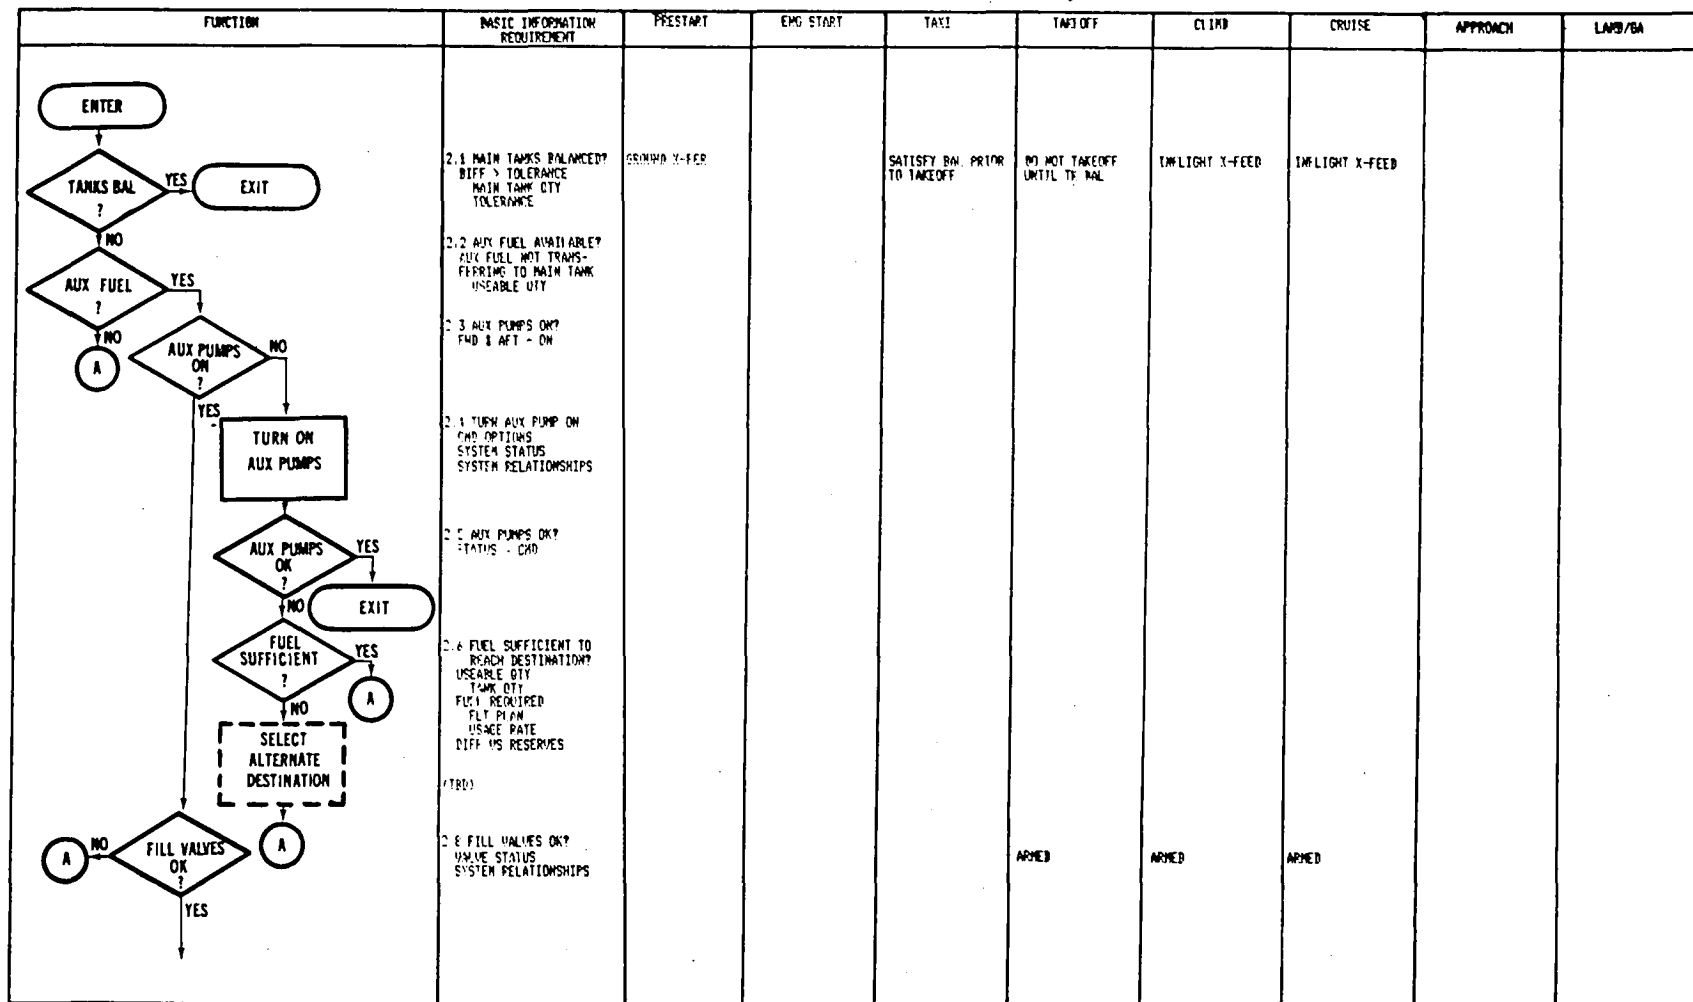 FUNCTION
BASIC INFORMATION
REQUIREMENT
PRESTART
ENG START
TAXI
TAKEOFF
CLIMB
CRUISE
APPROACH
LAND/GA
ENTER
TANKS BAL
?
YES
EXIT
NO
AUX FUEL
?
YES
NO
A
AUX PUMPS
ON
?
NO
YES
TURN ON
AUX PUMPS
AUX PUMPS
OK
?
YES
EXIT
NO
FUEL
SUFFICIENT
?
YES
A
NO
SELECT
ALTERNATE
DESTINATION
A
FILL VALVES
OK
?
NO
A
YES
2.1 MAIN TANKS BALANCED?
DIFF > TOLERANCE
MAIN TANK QTY
TOLERANCE
2.2 AUX FUEL AVAILABLE?
AUX FUEL NOT TRANS-
FERRING TO MAIN TANK
USEABLE QTY
2.3 AUX PUMPS ON?
FWD & AFT - ON
2.4 TURN AUX PUMP ON
CMD OPTIONS
SYSTEM STATUS
SYSTEM RELATIONSHIPS
2.5 AUX PUMPS OK?
STATUS - CMD
2.6 FUEL SUFFICIENT TO
REACH DESTINATION?
USEABLE QTY
TANK QTY
FUEL REQUIRED
FLT PLAN
USAGE RATE
DIFF VS RESERVES
(TBD)
2.8 FILL VALVES OK?
VALVE STATUS
SYSTEM RELATIONSHIPS
GROUND X-FER
SATISFY BAL PRIOR
TO TAKEOFF
DO NOT TAKEOFF
UNTIL BAL
INFLIGHT X-FEED
INFLIGHT X-FEED
ARMED
ARMED
ARMED